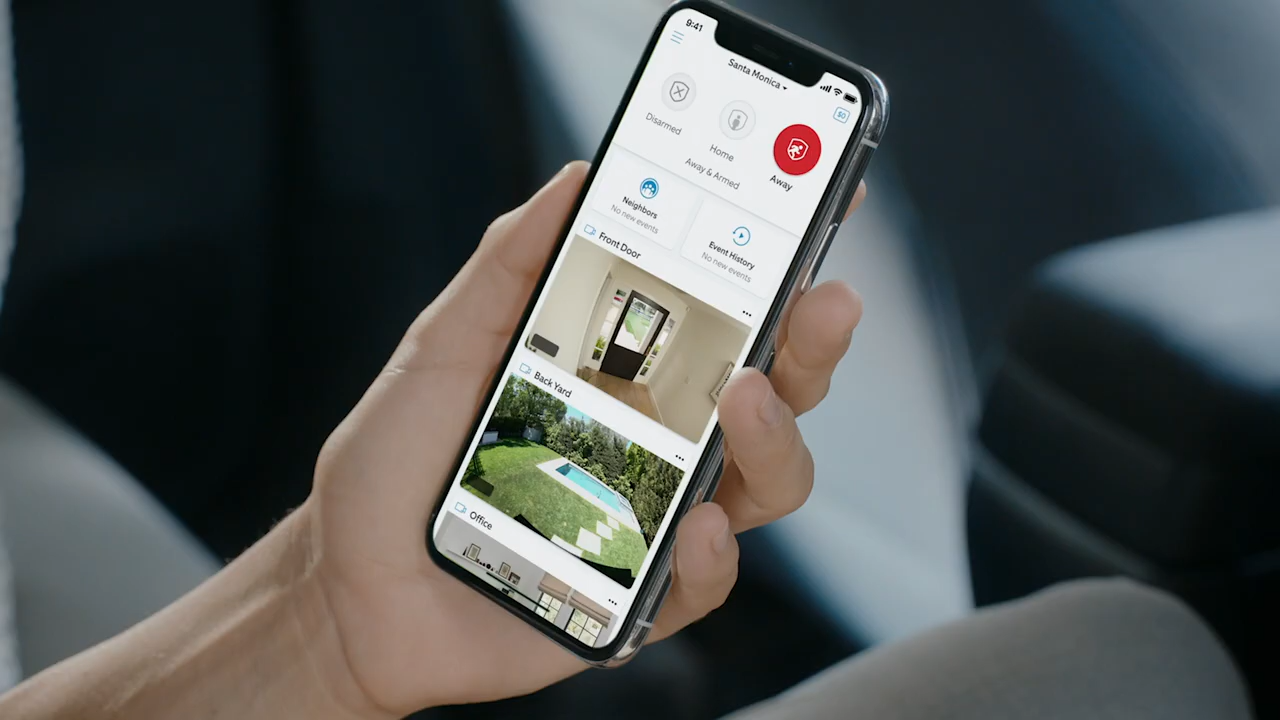 9:41
Santa Monica
SO
Disarmed
Home
Away
Away & Armed
Neighbors
No new events
Event History
No new events
Front Door
Back Yard
Office